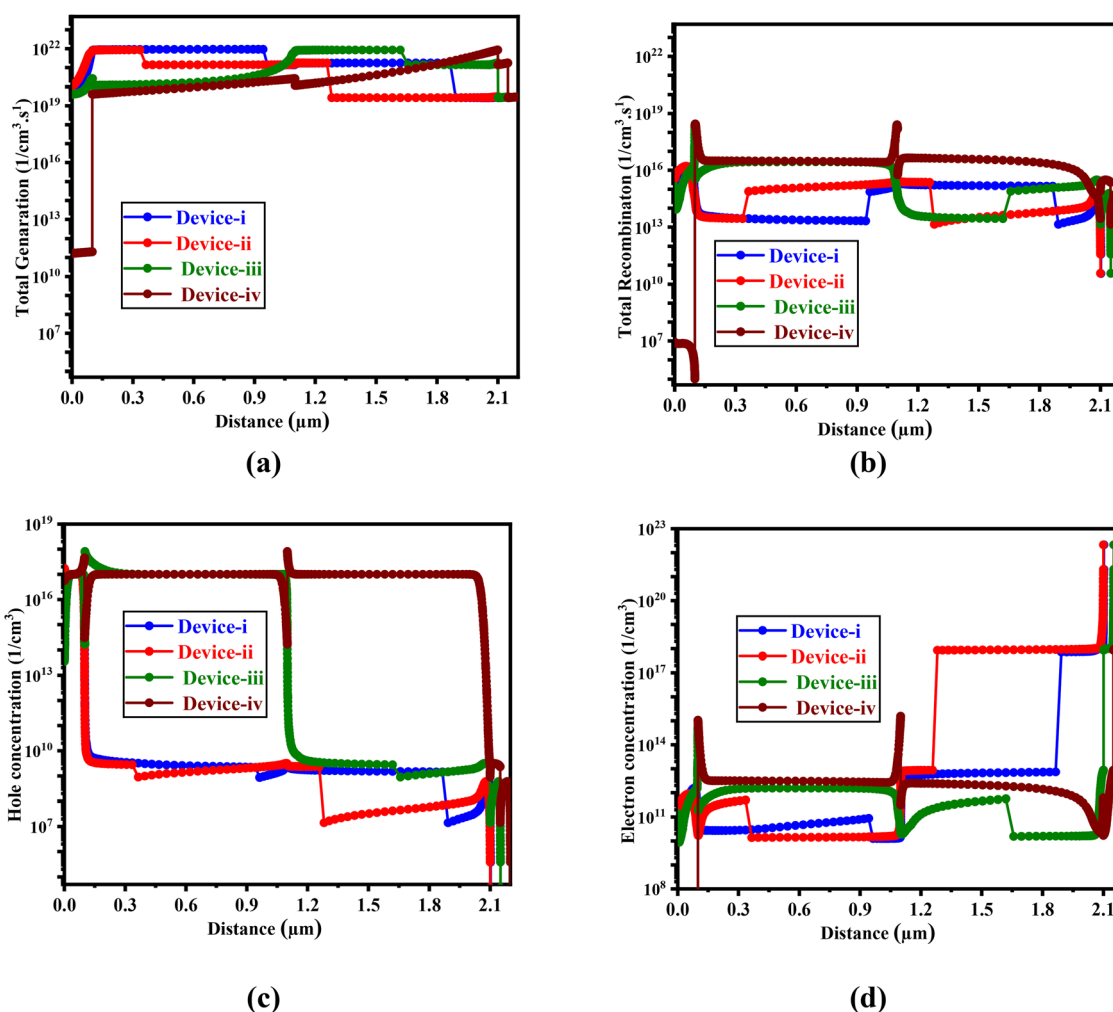 10²²
10¹⁹
10¹⁶
10¹³
10¹⁰
10⁷
Total Genaration (1/cm³.s¹)
Device-i
Device-ii
Device-iii
Device-iv
0.0 0.3 0.6 0.9 1.2 1.5 1.8 2.1
Distance (µm)
(a)
10²²
10¹⁹
10¹⁶
10¹³
10¹⁰
10⁷
Total Recombinaton (1/cm³.s¹)
Device-i
Device-ii
Device-iii
Device-iv
0.0 0.3 0.6 0.9 1.2 1.5 1.8 2.1
Distance (µm)
(b)
10¹⁹
10¹⁶
10¹³
10¹⁰
10⁷
Hole concentration (1/cm³)
Device-i
Device-ii
Device-iii
Device-iv
0.0 0.3 0.6 0.9 1.2 1.5 1.8 2.1
Distance (µm)
(c)
10²³
10²⁰
10¹⁷
10¹⁴
10¹¹
10⁸
Electron concentration (1/cm³)
Device-i
Device-ii
Device-iii
Device-iv
0.0 0.3 0.6 0.9 1.2 1.5 1.8 2.1
Distance (µm)
(d)